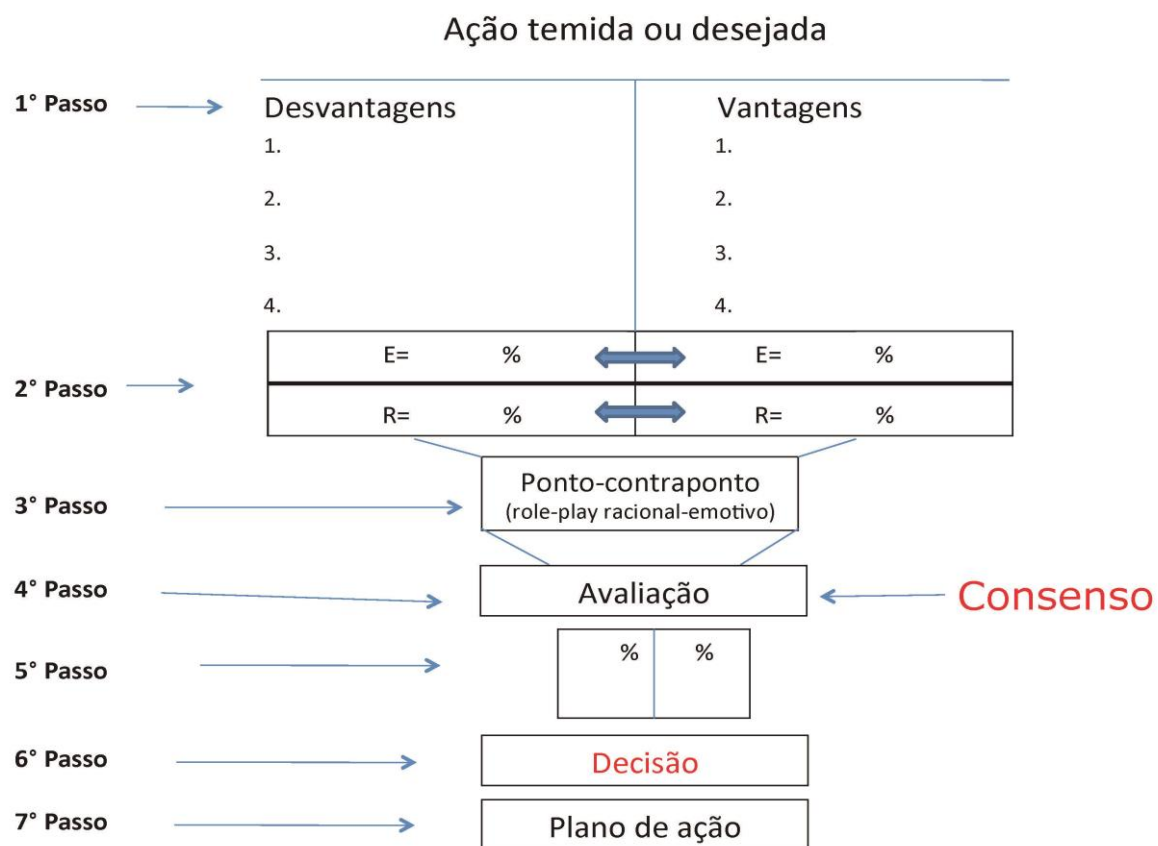 Ação temida ou desejada
1° Passo
Desvantagens Vantagens
1. 1.
2. 2.
3. 3.
4. 4.
E= % E= %
2° Passo
R= % R= %
Ponto-contraponto
3° Passo (role-play racional-emotivo)
4° Passo Avaliação Consenso
% %
5° Passo
6° Passo Decisão
7° Passo Plano de ação